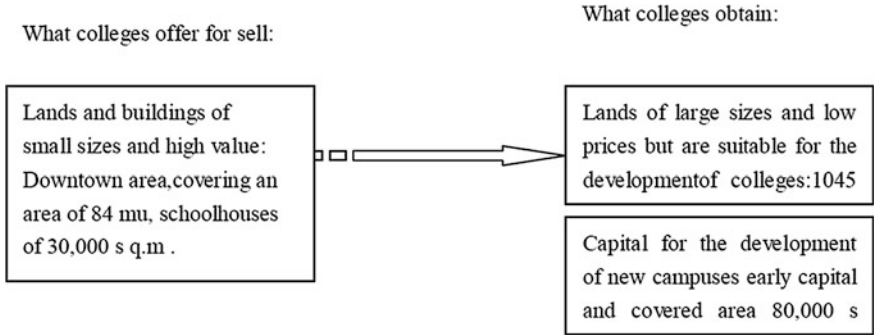 What colleges offer for sell:
Lands and buildings of
small sizes and high value:
Downtown area,covering an
area of 84 mu, schoolhouses
of 30,000 s q.m .
What colleges obtain:
Lands of large sizes and low
prices but are suitable for the
developmentof colleges:1045
Capital for the development
of new campuses early capital
and covered area 80,000 s